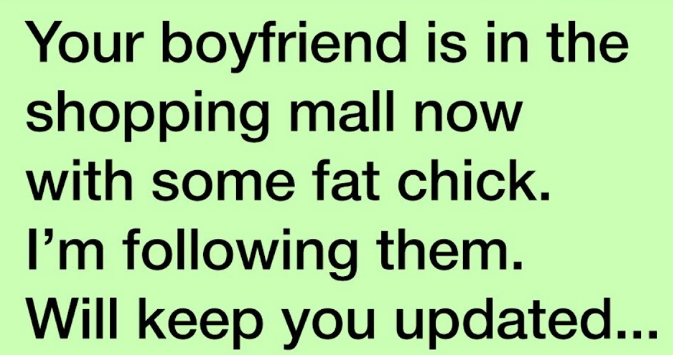 Your boyfriend is in the
shopping mall now
with some fat chick.
I’m following them.
Will keep you updated...